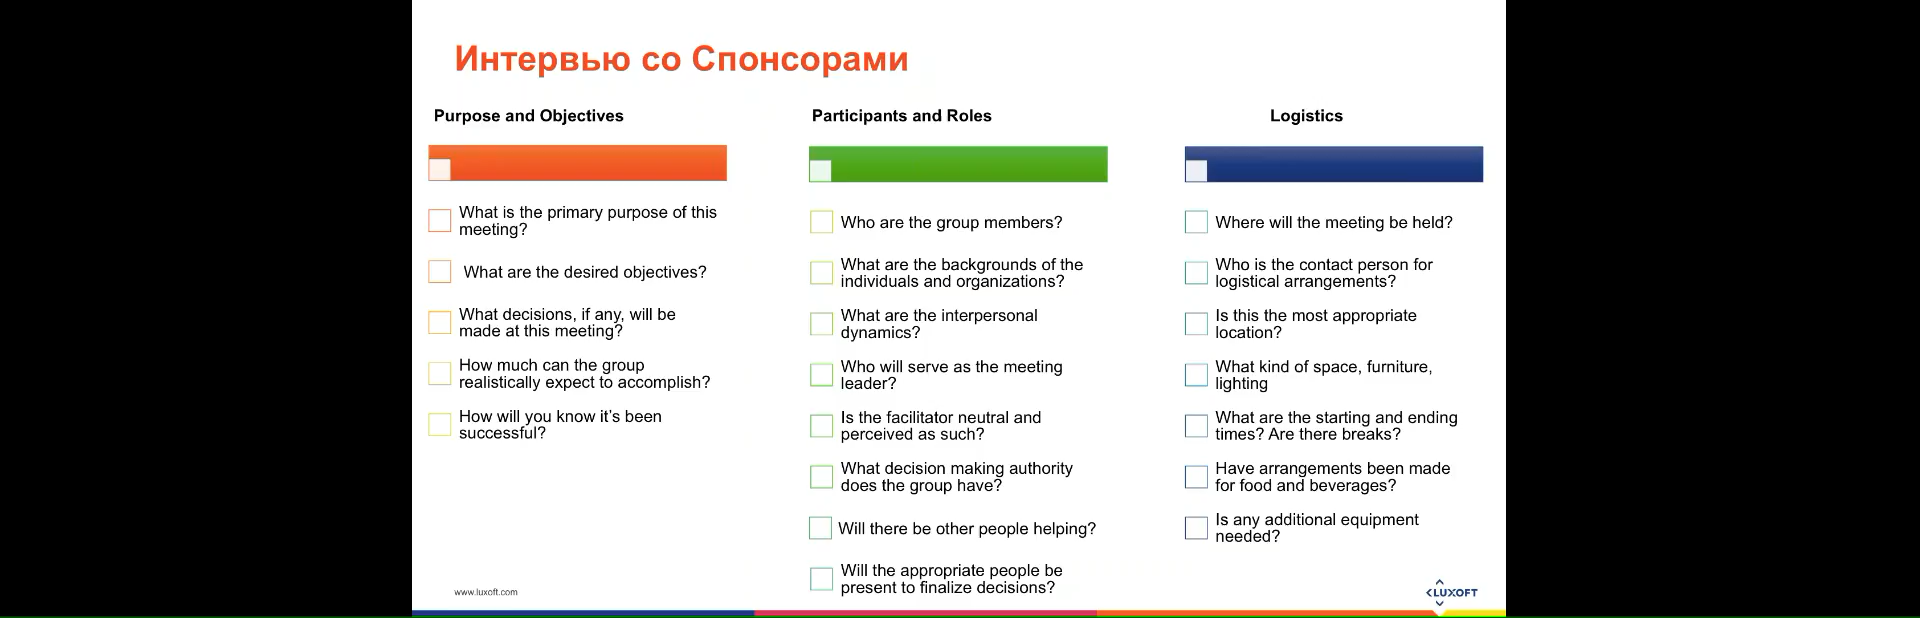 Интервью со Спонсорами
Purpose and Objectives
What is the primary purpose of this
meeting?
What are the desired objectives?
What decisions, if any, will be
made at this meeting?
How much can the group
realistically expect to accomplish?
How will you know it’s been
successful?
Participants and Roles
Who are the group members?
What are the backgrounds of the
individuals and organizations?
What are the interpersonal
dynamics?
Who will serve as the meeting
leader?
Is the facilitator neutral and
perceived as such?
What decision making authority
does the group have?
Will there be other people helping?
Will the appropriate people be
present to finalize decisions?
Logistics
Where will the meeting be held?
Who is the contact person for
logistical arrangements?
Is this the most appropriate
location?
What kind of space, furniture,
lighting
What are the starting and ending
times? Are there breaks?
Have arrangements been made
for food and beverages?
Is any additional equipment
needed?
www.luxoft.com
LUXOFT